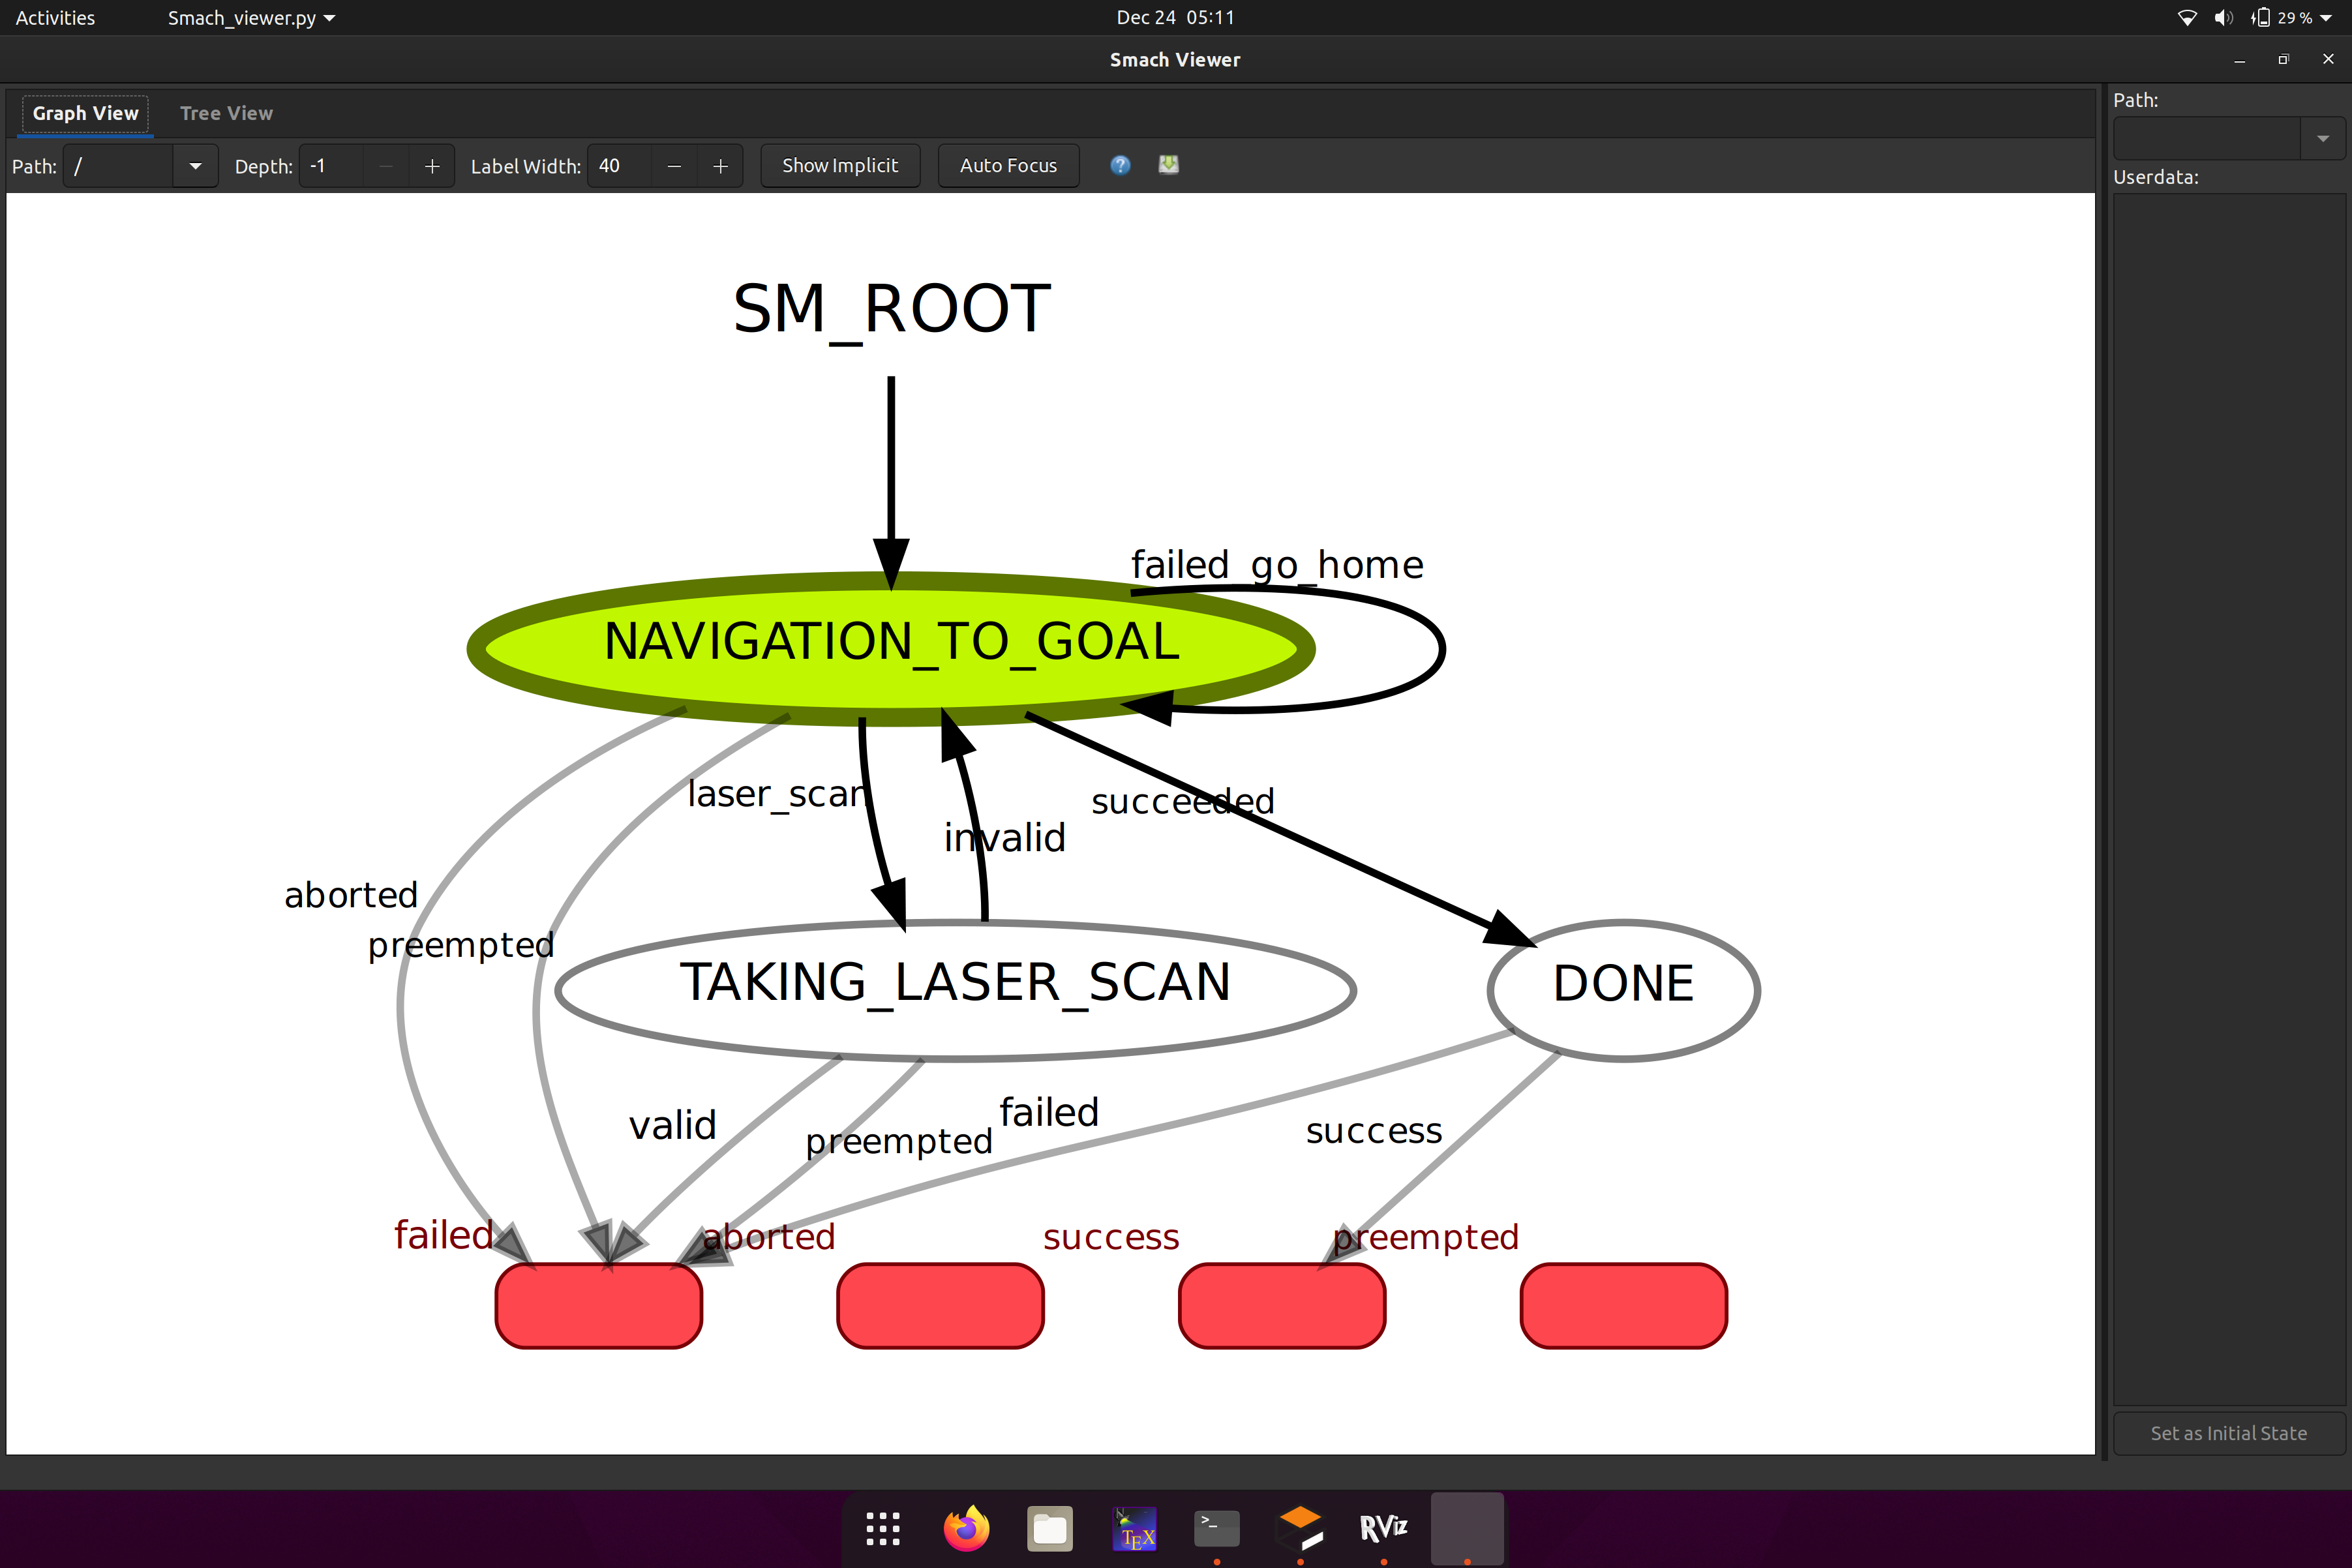 Activities Smach_viewer.py Dec 24 05:11 29 %
Smach Viewer
Graph View Tree View
Path: / Depth: -1 Label Width: 40 Show Implicit Auto Focus
Path:
Userdata:
SM_ROOT
failed_go_home
NAVIGATION_TO_GOAL
laser_scan
succeeded
invalid
aborted
preempted
TAKING_LASER_SCAN
DONE
failed
valid
preempted
success
failed
aborted
success
preempted
Set as Initial State
>_
TEX
RViz